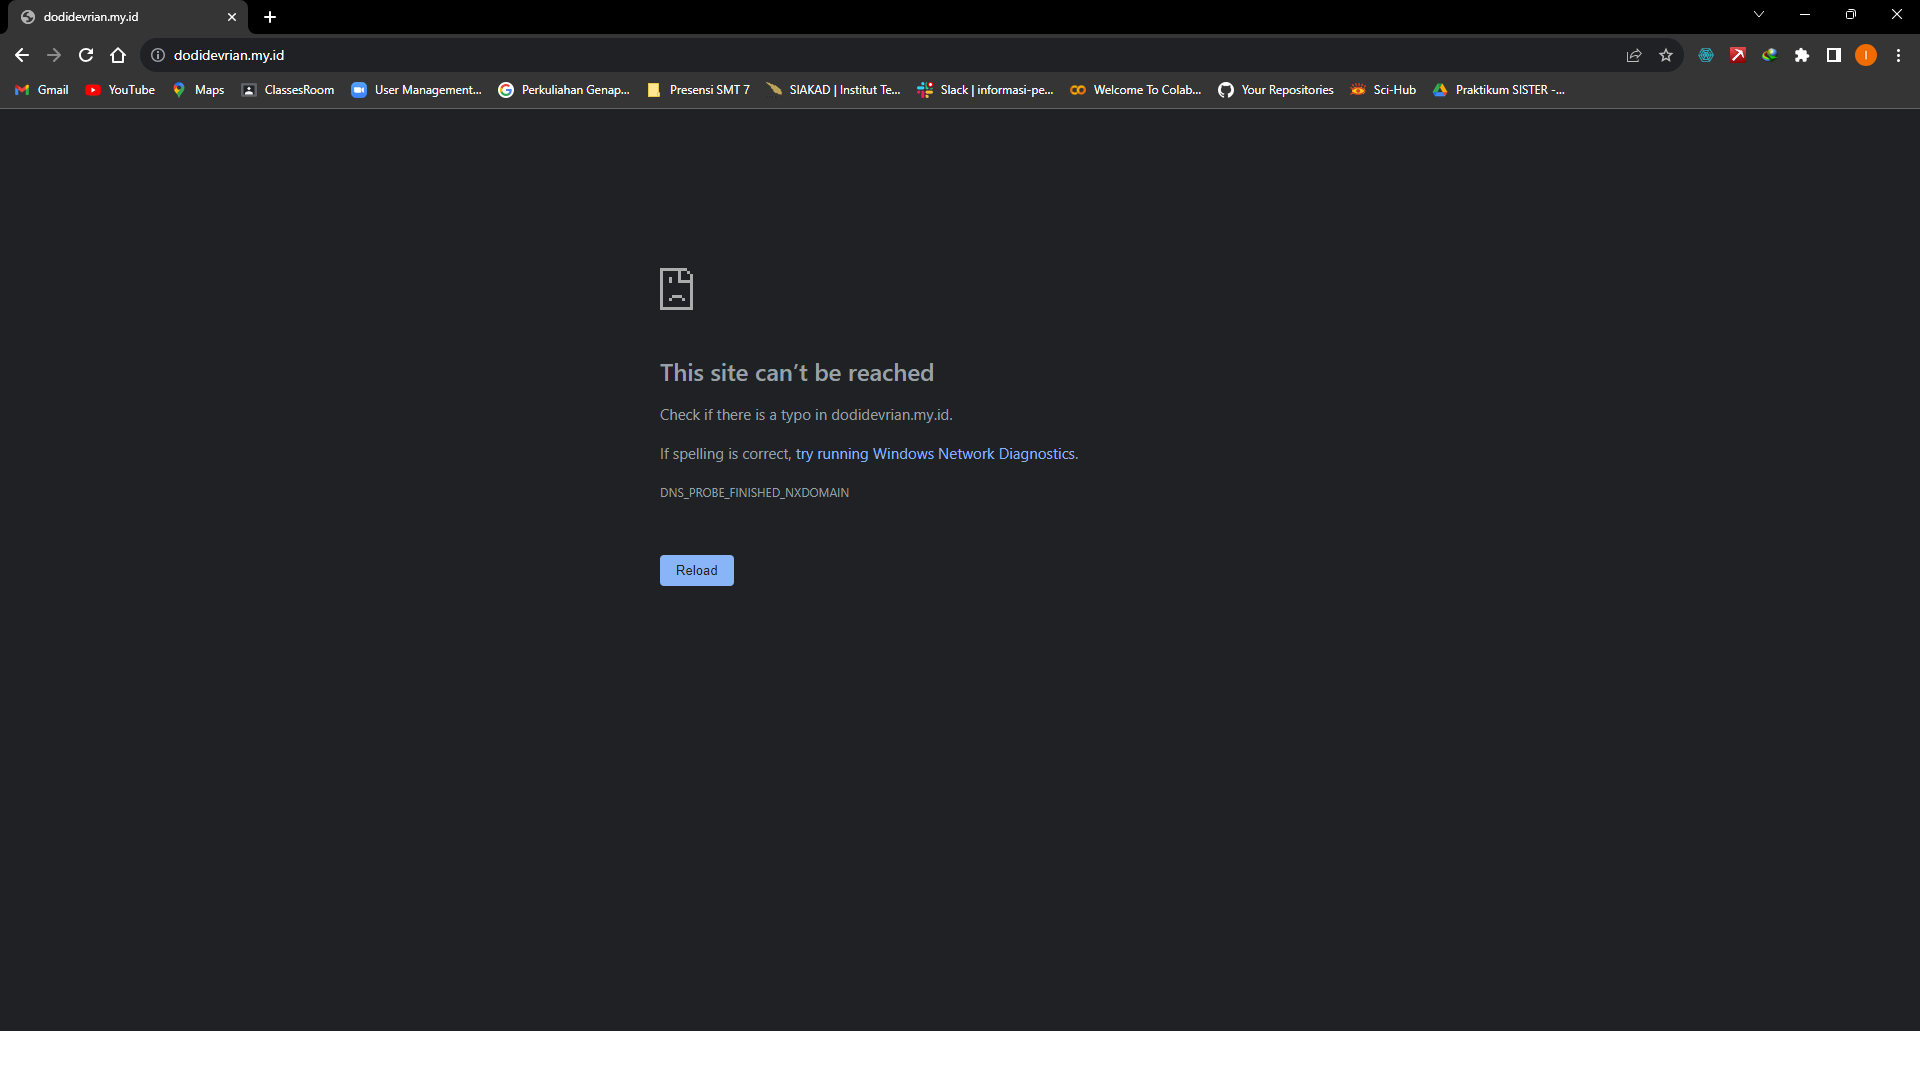 dodidevrian.my.id
dodidevrian.my.id
Gmail YouTube Maps ClassesRoom User Management... Perkuliahan Genap... Presensi SMT 7 SIAKAD | Institut Te... Slack | informasi-pe... Welcome To Colab... Your Repositories Sci-Hub Praktikum SISTER -...
This site can’t be reached
Check if there is a typo in dodidevrian.my.id.
If spelling is correct, try running Windows Network Diagnostics.
DNS_PROBE_FINISHED_NXDOMAIN
Reload